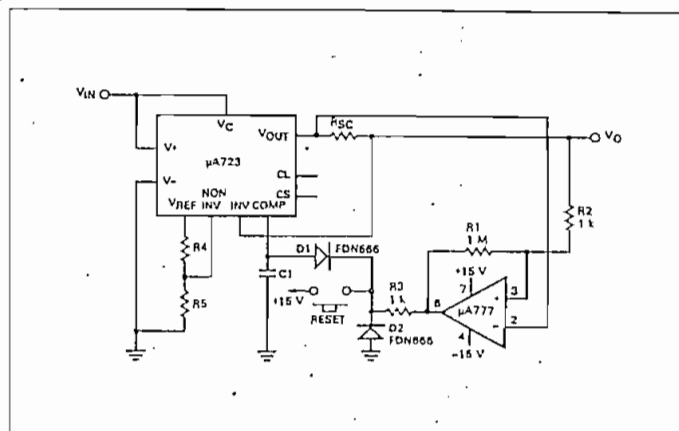 VIN
VC
VOUT
RSC
VO
V+
μA723
V−
CL
CS
NON
VREF INV INV COMP
R1
1 M
R2
1 k
R4
D1 FDN666
+15 V
7
3
C1
R3
1 k
6
+
μA777
R5
+15 V
RESET
−
2
D2
FDN666
4
−15 V